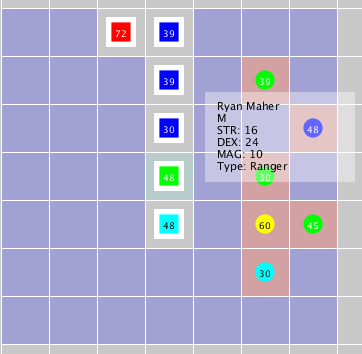 72 39
39 39
Ryan Maher
M
STR: 16
DEX: 24
MAG: 10
Type: Ranger
30 48
48 30
48 60 45
30